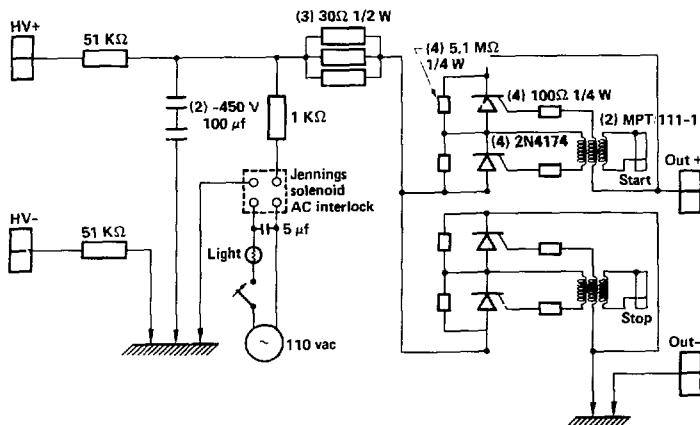 HV+
51 KΩ
(3) 30Ω 1/2 W
(2) -450 V
100 µf
1 KΩ
Jennings
solenoid
AC interlock
5 µf
Light
110 vac
HV-
51 KΩ
(4) 5.1 MΩ
1/4 W
(4) 100Ω 1/4 W
(2) MPT 111-1
(4) 2N4174
Start
Out +
Stop
Out-
~